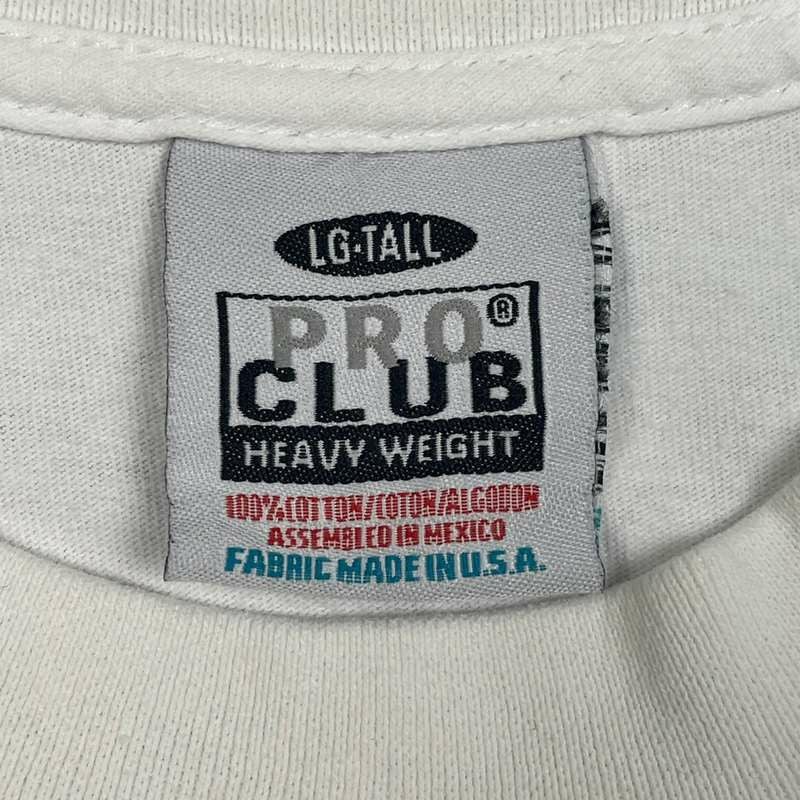 LG-TALL
PRO®
CLUB
HEAVY WEIGHT
100% COTTON/COTON/ALGODON
ASSEMBLED IN MEXICO
FABRIC MADE IN U.S.A.